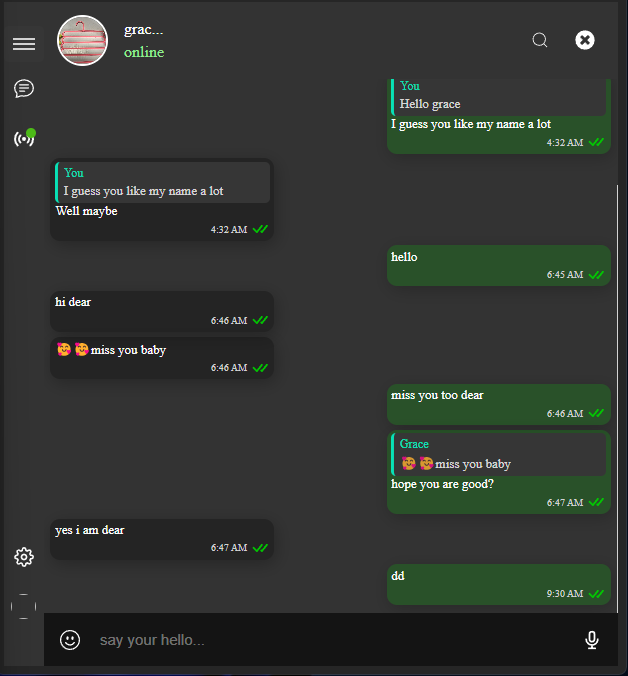 grac...
online
You
Hello grace
I guess you like my name a lot
4:32 AM
You
I guess you like my name a lot
Well maybe
4:32 AM
hello
6:45 AM
hi dear
6:46 AM
🥰 🥰 miss you baby
6:46 AM
miss you too dear
6:46 AM
Grace
🥰 🥰 miss you baby
hope you are good?
6:47 AM
yes i am dear
6:47 AM
dd
9:30 AM
say your hello...